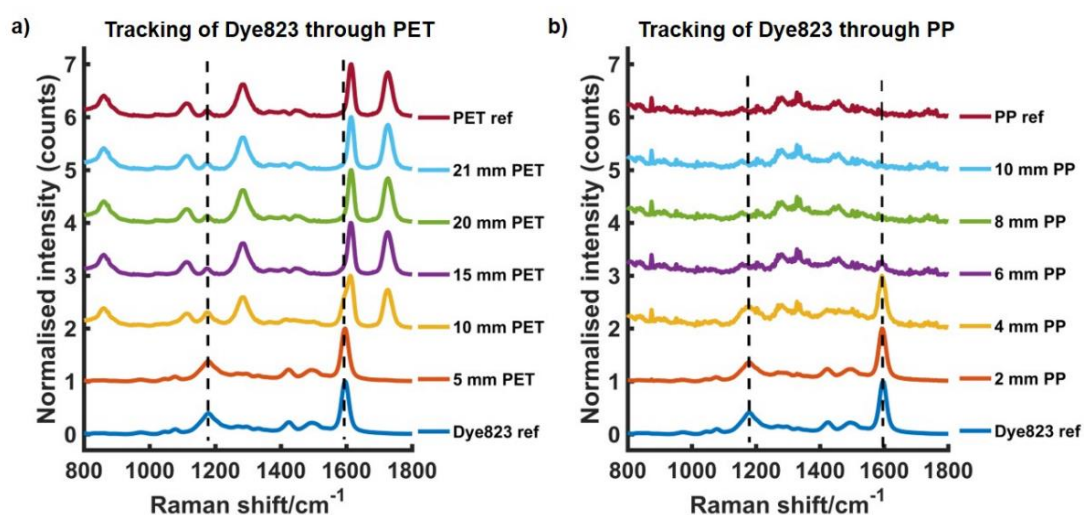 a)
Tracking of Dye823 through PET
7
6
5
4
3
2
1
0
Normalised intensity (counts)
PET ref
21 mm PET
20 mm PET
15 mm PET
10 mm PET
5 mm PET
Dye823 ref
800 1000 1200 1400 1600 1800
Raman shift/cm-1
b)
Tracking of Dye823 through PP
7
6
5
4
3
2
1
0
Normalised intensity (counts)
PP ref
10 mm PP
8 mm PP
6 mm PP
4 mm PP
2 mm PP
Dye823 ref
800 1000 1200 1400 1600 1800
Raman shift/cm-1